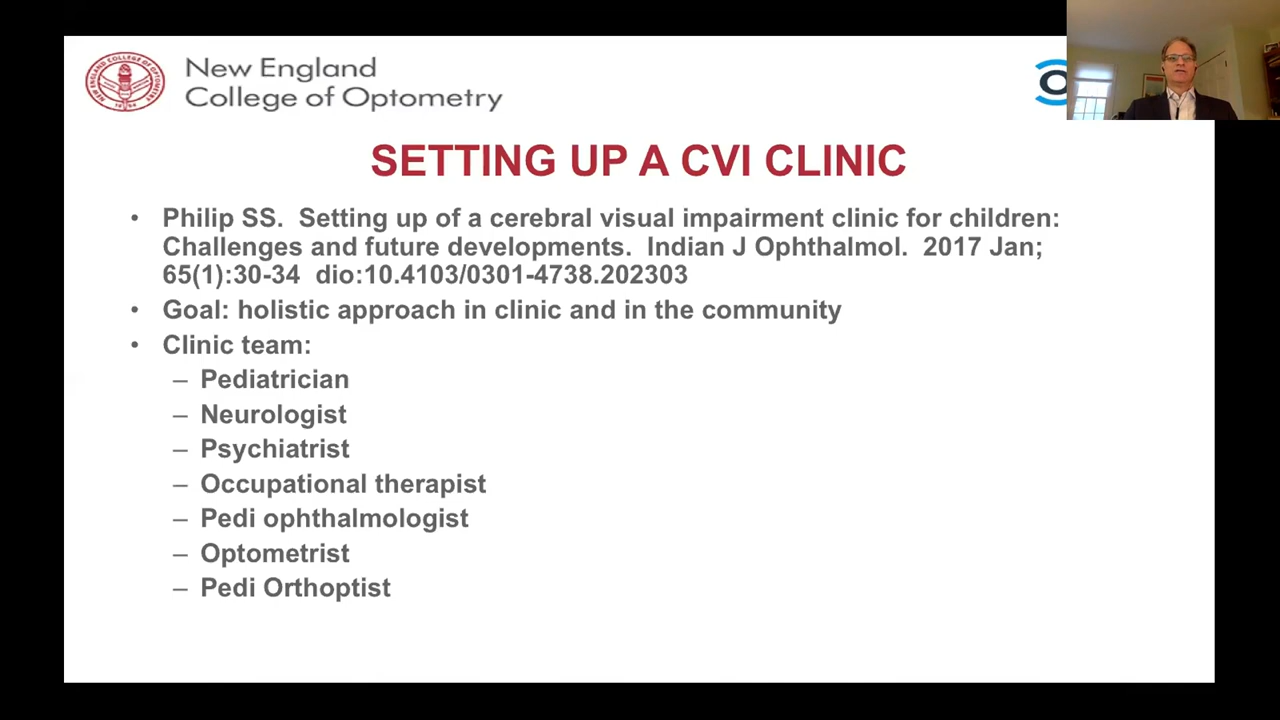 New England
College of Optometry
SETTING UP A CVI CLINIC
• Philip SS. Setting up of a cerebral visual impairment clinic for children:
Challenges and future developments. Indian J Ophthalmol. 2017 Jan;
65(1):30-34 dio:10.4103/0301-4738.202303
• Goal: holistic approach in clinic and in the community
• Clinic team:
– Pediatrician
– Neurologist
– Psychiatrist
– Occupational therapist
– Pedi ophthalmologist
– Optometrist
– Pedi Orthoptist